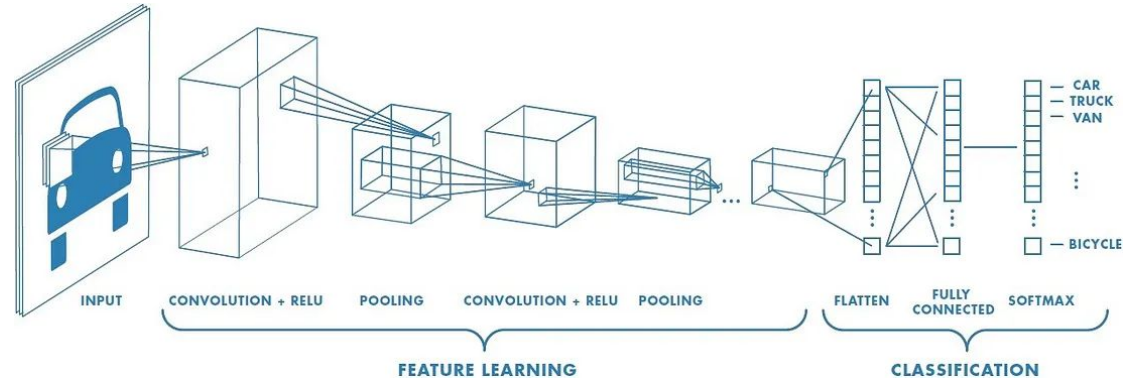 CAR
TRUCK
VAN
BICYCLE
INPUT
CONVOLUTION + RELU
POOLING
CONVOLUTION + RELU
POOLING
FLATTEN
FULLY
CONNECTED
SOFTMAX
FEATURE LEARNING
CLASSIFICATION